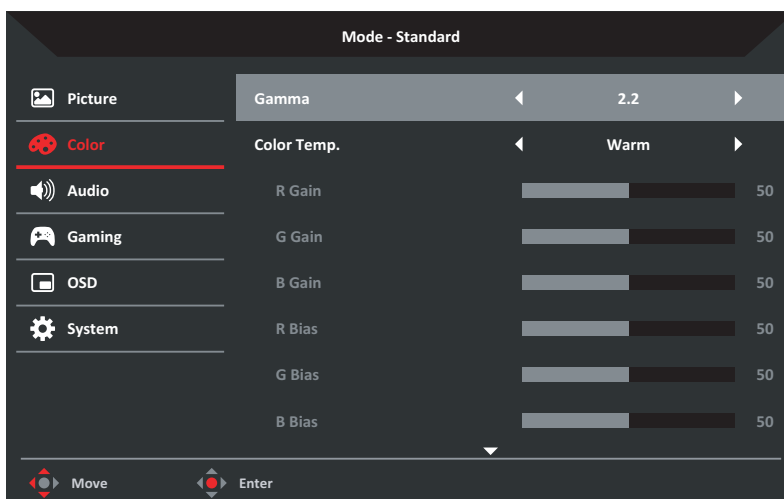 Mode - Standard
Picture
Gamma 2.2
Color
Color Temp. Warm
Audio
R Gain 50
Gaming
G Gain 50
OSD
B Gain 50
System
R Bias 50
G Bias 50
B Bias 50
Move Enter